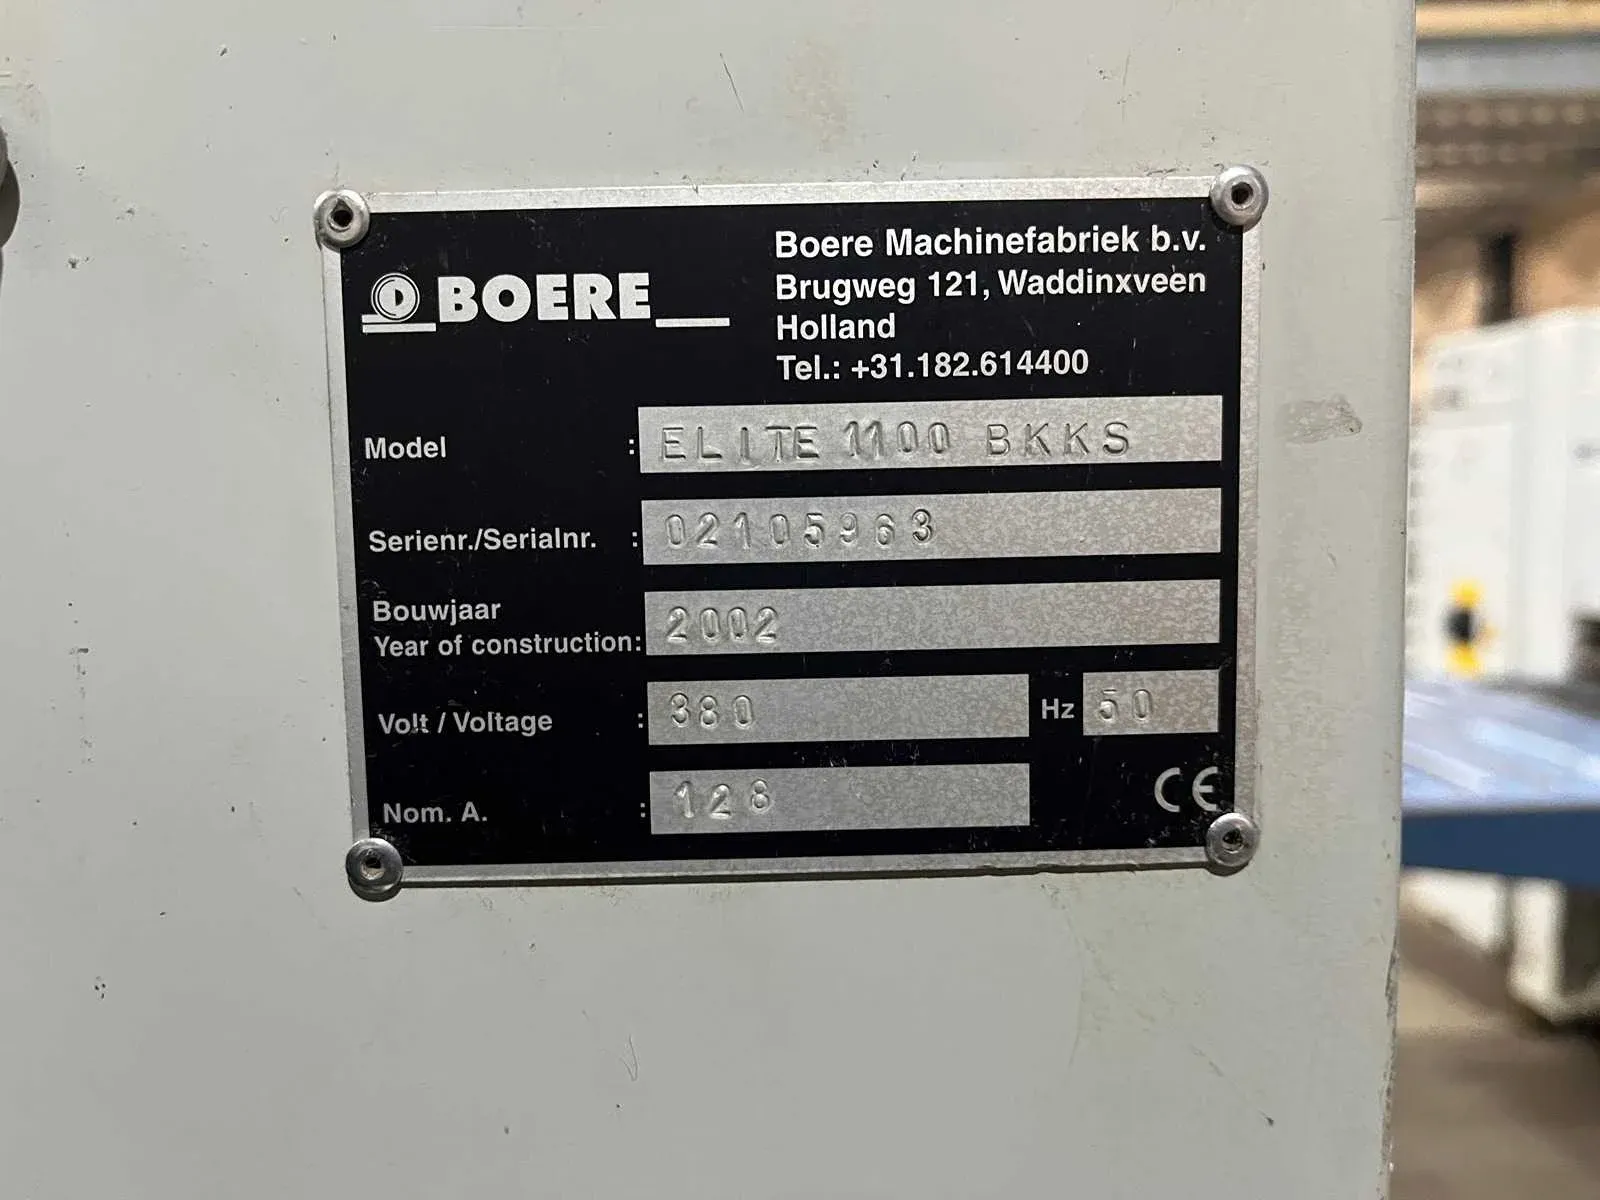 BOERE
Boere Machinefabriek b.v.
Brugweg 121, Waddinxveen
Holland
Tel.: +31.182.614400
Model : ELITE 1100 BKKS
Serienr./Serialnr. : 02105963
Bouwjaar
Year of construction: 2002
Volt / Voltage : 380 Hz 50
Nom. A. : 128
CE